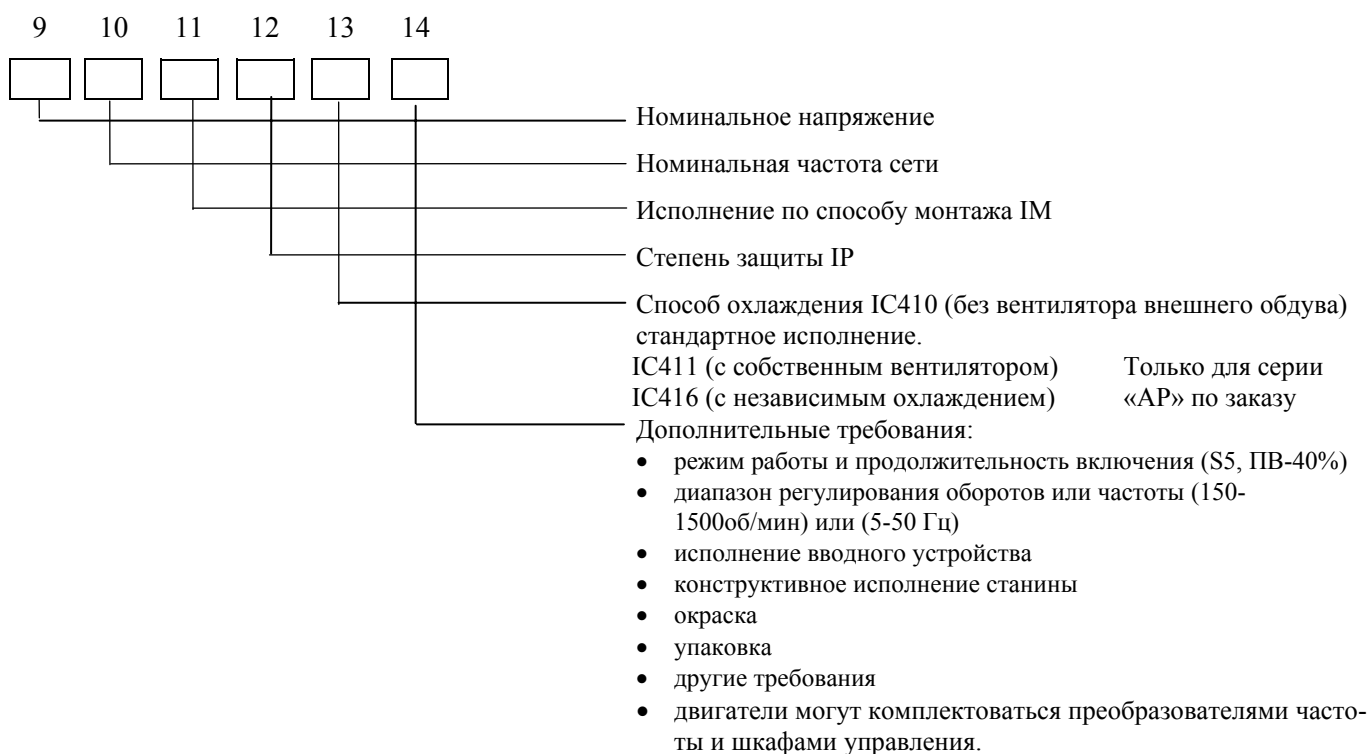 9 10 11 12 13 14
Номинальное напряжение
Номинальная частота сети
Исполнение по способу монтажа IM
Степень защиты IP
Способ охлаждения IC410 (без вентилятора внешнего обдува)
стандартное исполнение.
IC411 (с собственным вентилятором) Только для серии
IC416 (с независимым охлаждением) «АР» по заказу
Дополнительные требования:
• режим работы и продолжительность включения (S5, ПВ-40%)
• диапазон регулирования оборотов или частоты (150-
1500об/мин) или (5-50 Гц)
• исполнение вводного устройства
• конструктивное исполнение станины
• окраска
• упаковка
• другие требования
• двигатели могут комплектоваться преобразователями часто-
ты и шкафами управления.